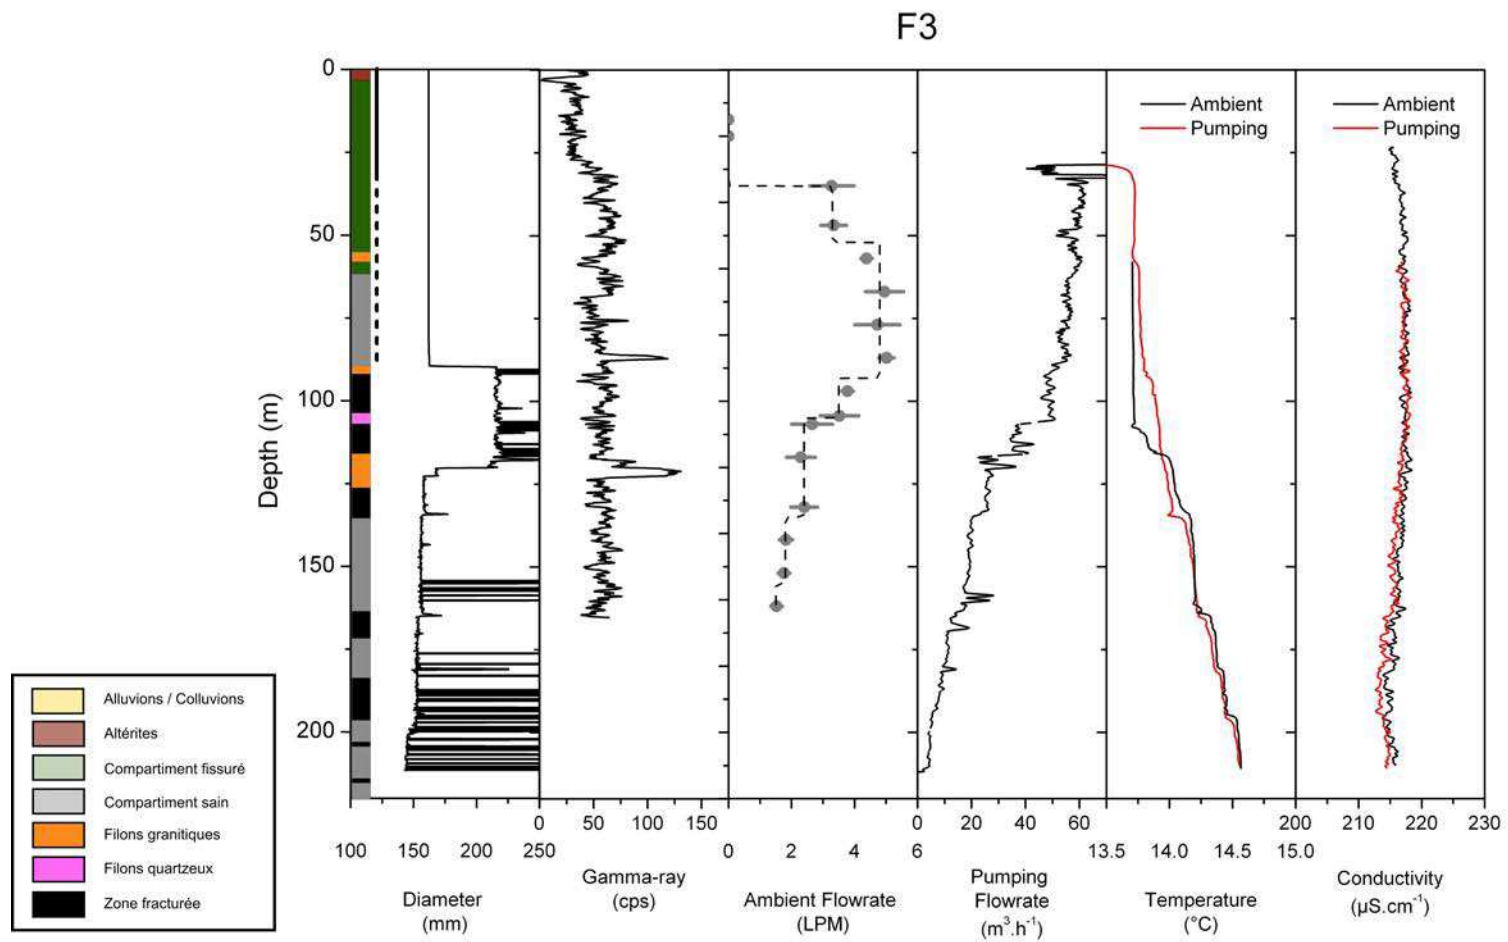 F3
0
50
100
150
200
Depth (m)
Ambient
Pumping
Ambient
Pumping
Alluvions / Colluvions
Altérites
Compartiment fissuré
Compartiment sain
Filons granitiques
Filons quartzeux
Zone fracturée
0 50 100 150 0 20 40 60 200 210 220 230
100 150 200 250 0 2 4 6 13.5 14.0 14.5 15.0
Diameter
(mm)
Gamma-ray
(cps)
Ambient Flowrate
(LPM)
Pumping
Flowrate
(m³.h⁻¹)
Temperature
(°C)
Conductivity
(µS.cm⁻¹)